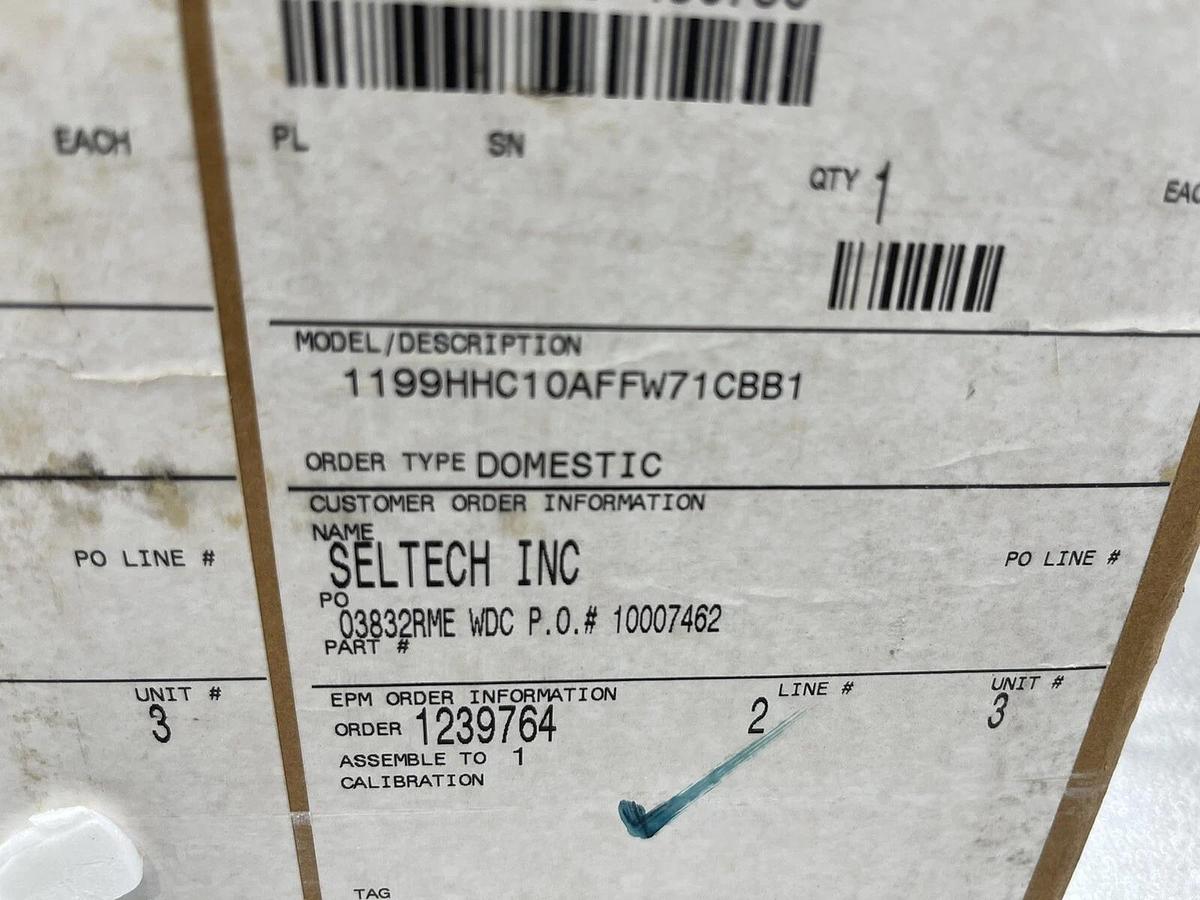 EACH
PL SN
QTY 1
MODEL/DESCRIPTION
1199HHC10AFFW71CBB1
ORDER TYPE DOMESTIC
CUSTOMER ORDER INFORMATION
NAME
SELTECH INC
PO LINE # PO LINE #
PO
03832RME WDC P.O.# 10007462
PART #
UNIT # EPM ORDER INFORMATION LINE # UNIT #
3 ORDER 1239764 2 3
ASSEMBLE TO 1
CALIBRATION
TAG